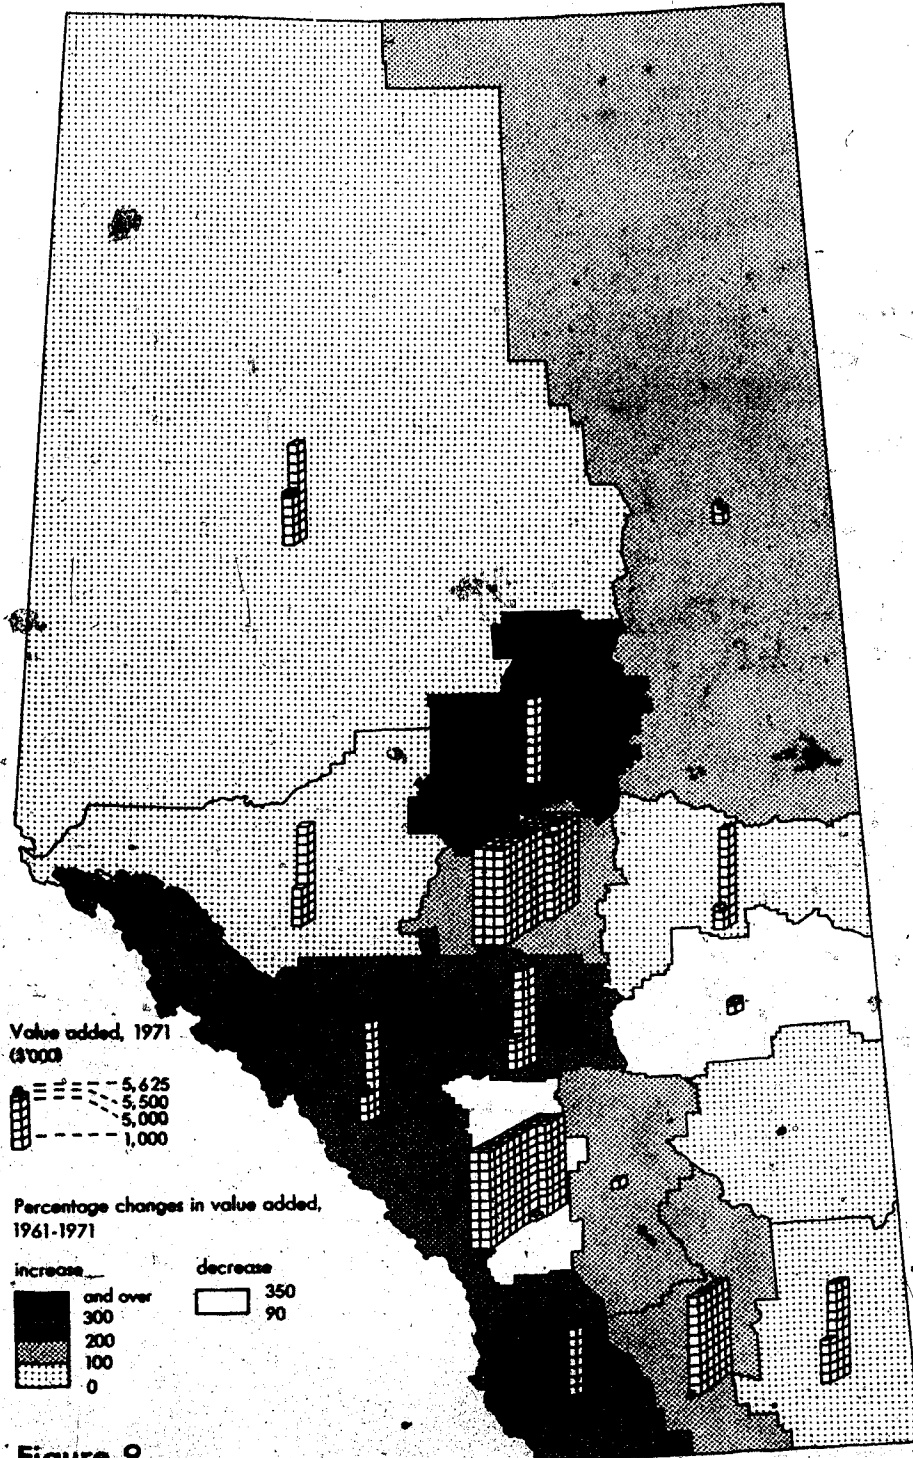 Value added, 1971
($'000)
5,625
5,500
5,000
1,000
Percentage changes in value added,
1961-1971
increase
decrease
and over
300
200
100
0
350
90
Figure 9